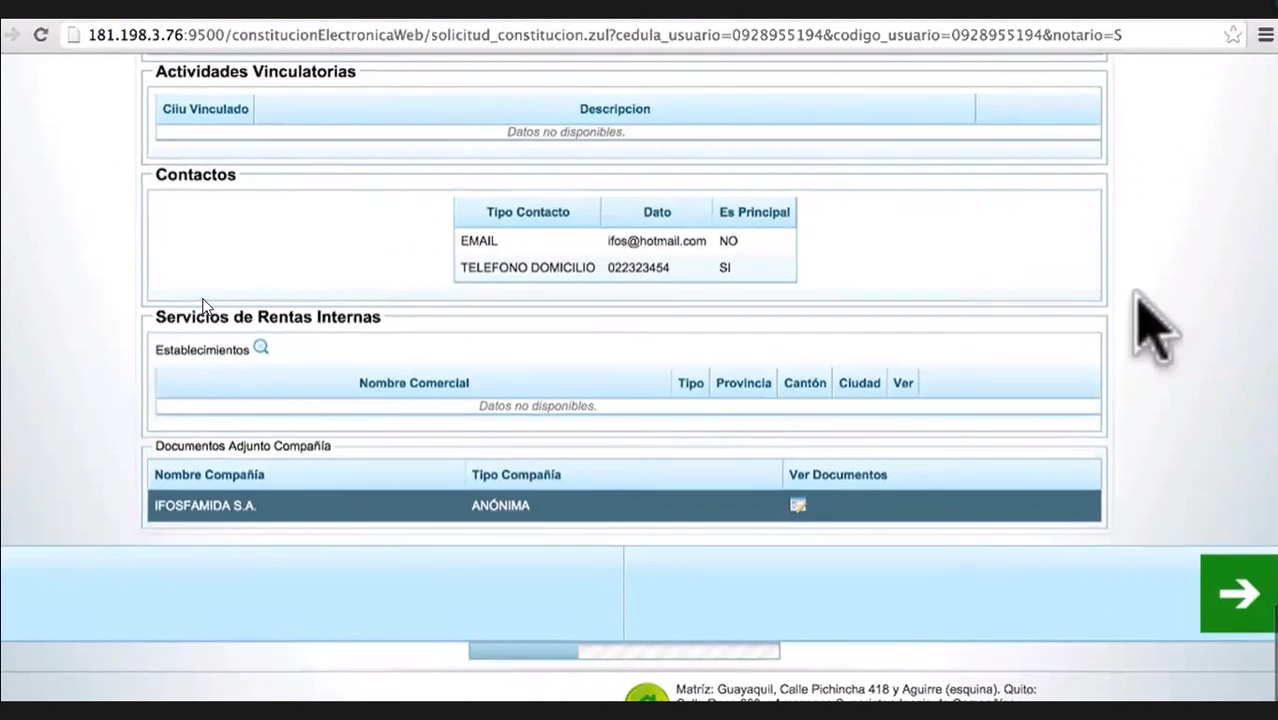 181.198.3.76:9500/constitucionElectronicaWeb/solicitud_constitucion.zul?cedula_usuario=0928955194&codigo_usuario=0928955194&notario=S
Actividades Vinculatorias
Ciiu Vinculado Descripcion
Datos no disponibles.
Contactos
Tipo Contacto Dato Es Principal
EMAIL ifos@hotmail.com NO
TELEFONO DOMICILIO 022323454 SI
Servicios de Rentas Internas
Establecimientos
Nombre Comercial Tipo Provincia Cantón Ciudad Ver
Datos no disponibles.
Documentos Adjunto Compañía
Nombre Compañía Tipo Compañía Ver Documentos
IFOSFAMIDA S.A. ANÓNIMA
Matríz: Guayaquil, Calle Pichincha 418 y Aguirre (esquina). Quito: